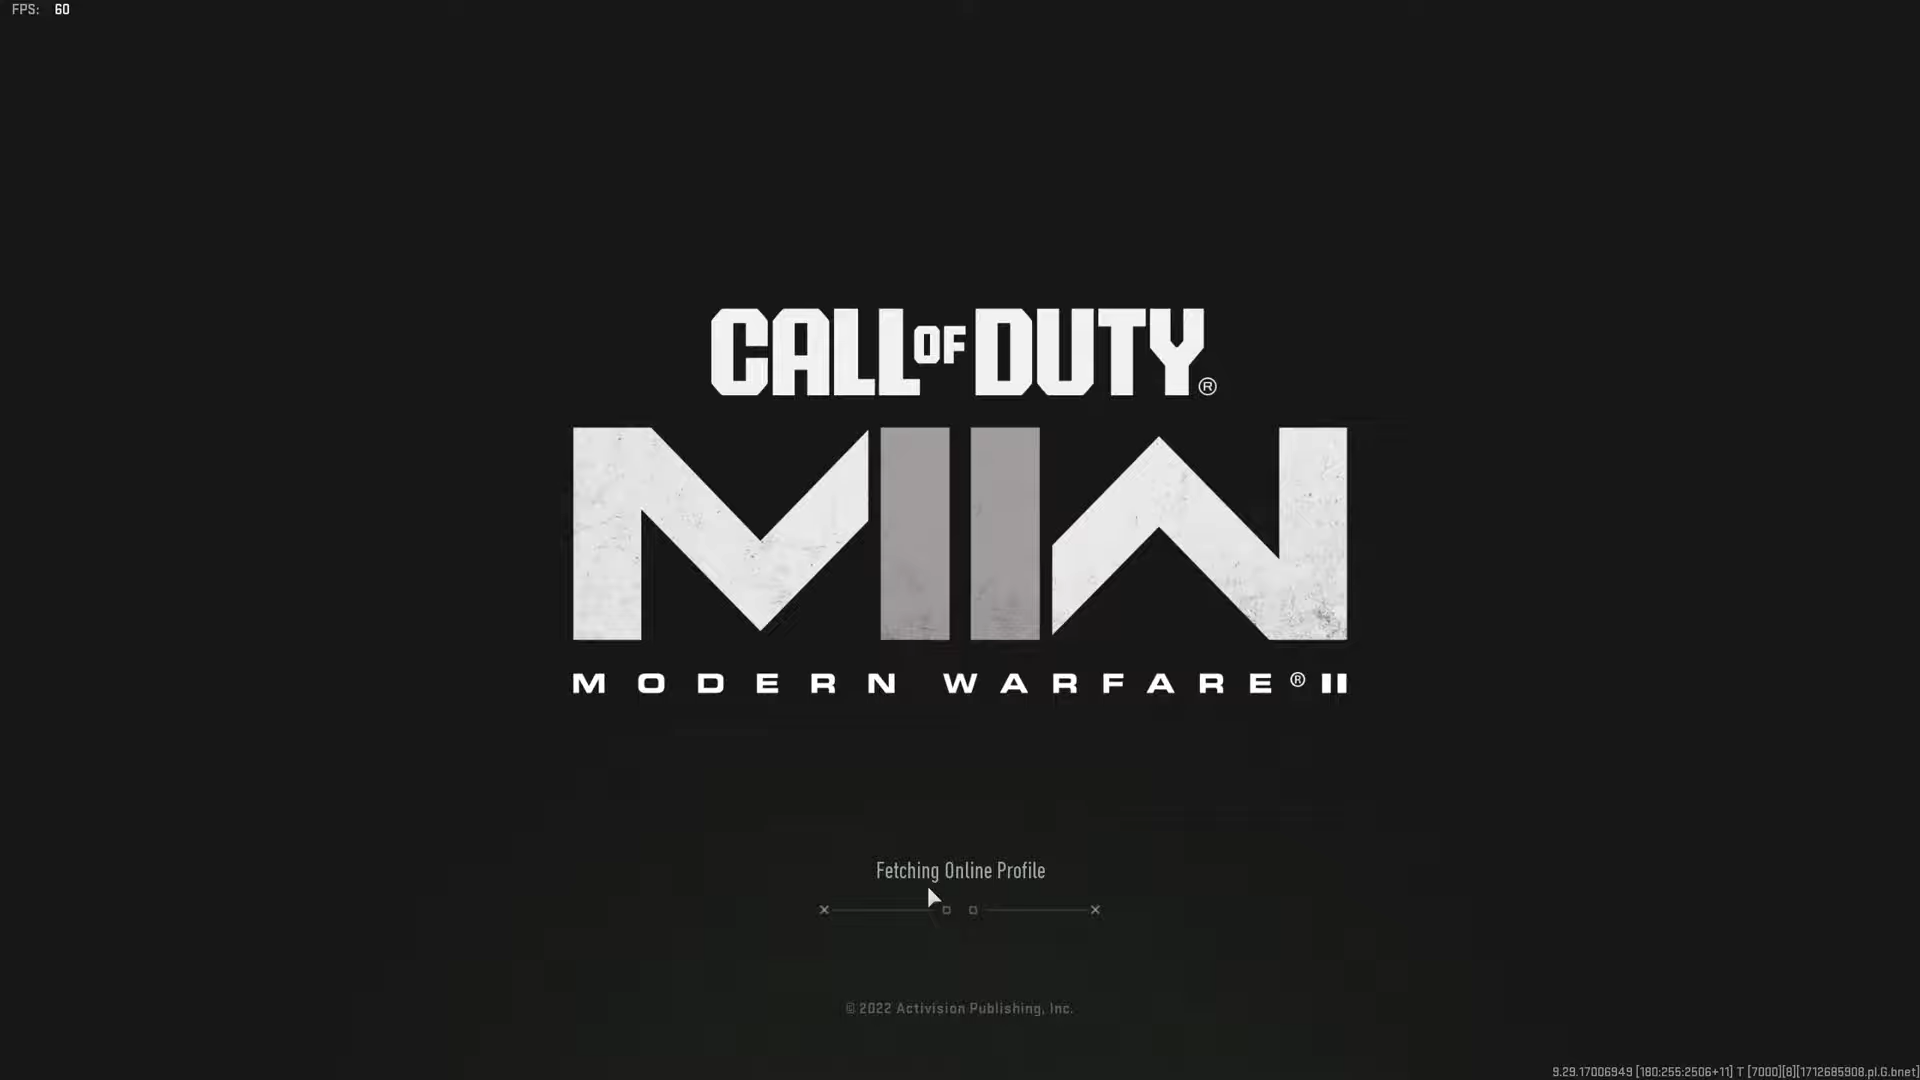 FPS: 60
CALL OF DUTY®
MIIW
MODERN WARFARE® II
Fetching Online Profile
© 2022 Activision Publishing, Inc.
9.29.17006949 [180:255:2506+11] T [7000][8][1712685908.pl.G.bnet]